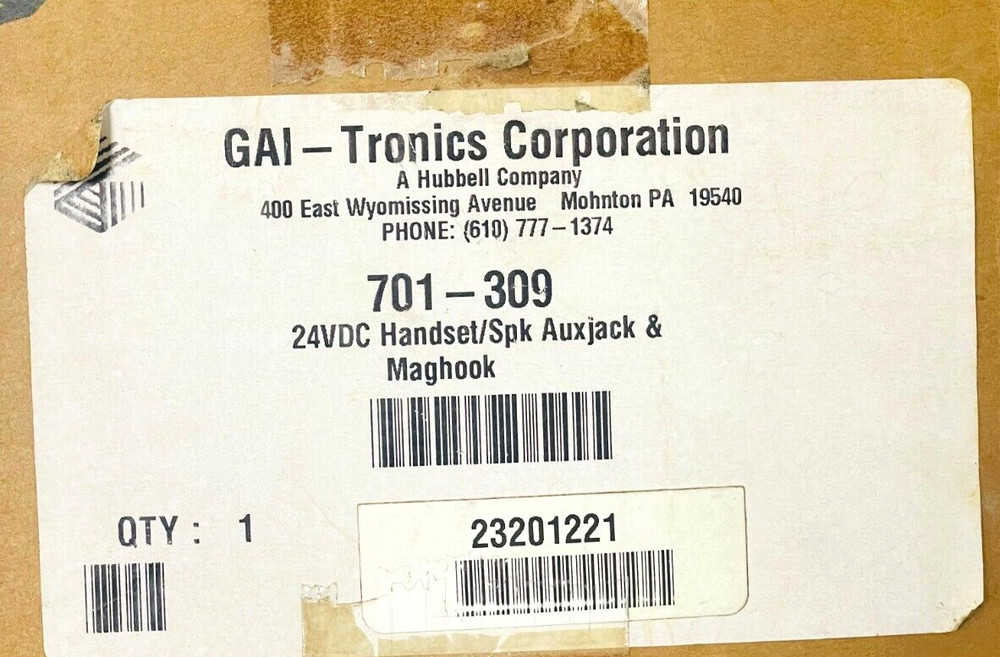 GAI-Tronics Corporation
A Hubbell Company
400 East Wyomissing Avenue Mohnton PA 19540
PHONE: (610) 777-1374
701-309
24VDC Handset/Spk Auxjack &
Maghook
QTY : 1
23201221